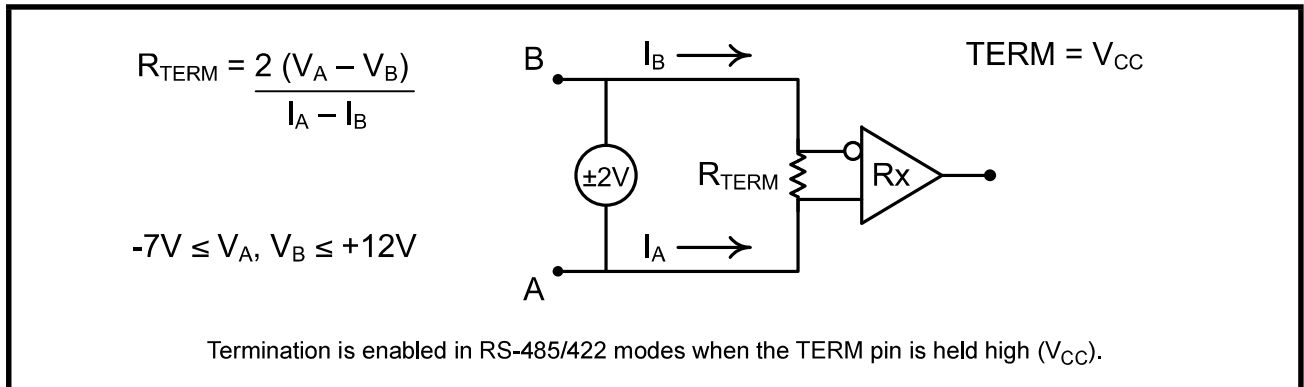 R_TERM = 2 (V_A – V_B)
I_A – I_B
-7V ≤ V_A, V_B ≤ +12V
B
I_B
±2V
R_TERM
Rx
I_A
A
TERM = V_CC
Termination is enabled in RS-485/422 modes when the TERM pin is held high (V_CC).